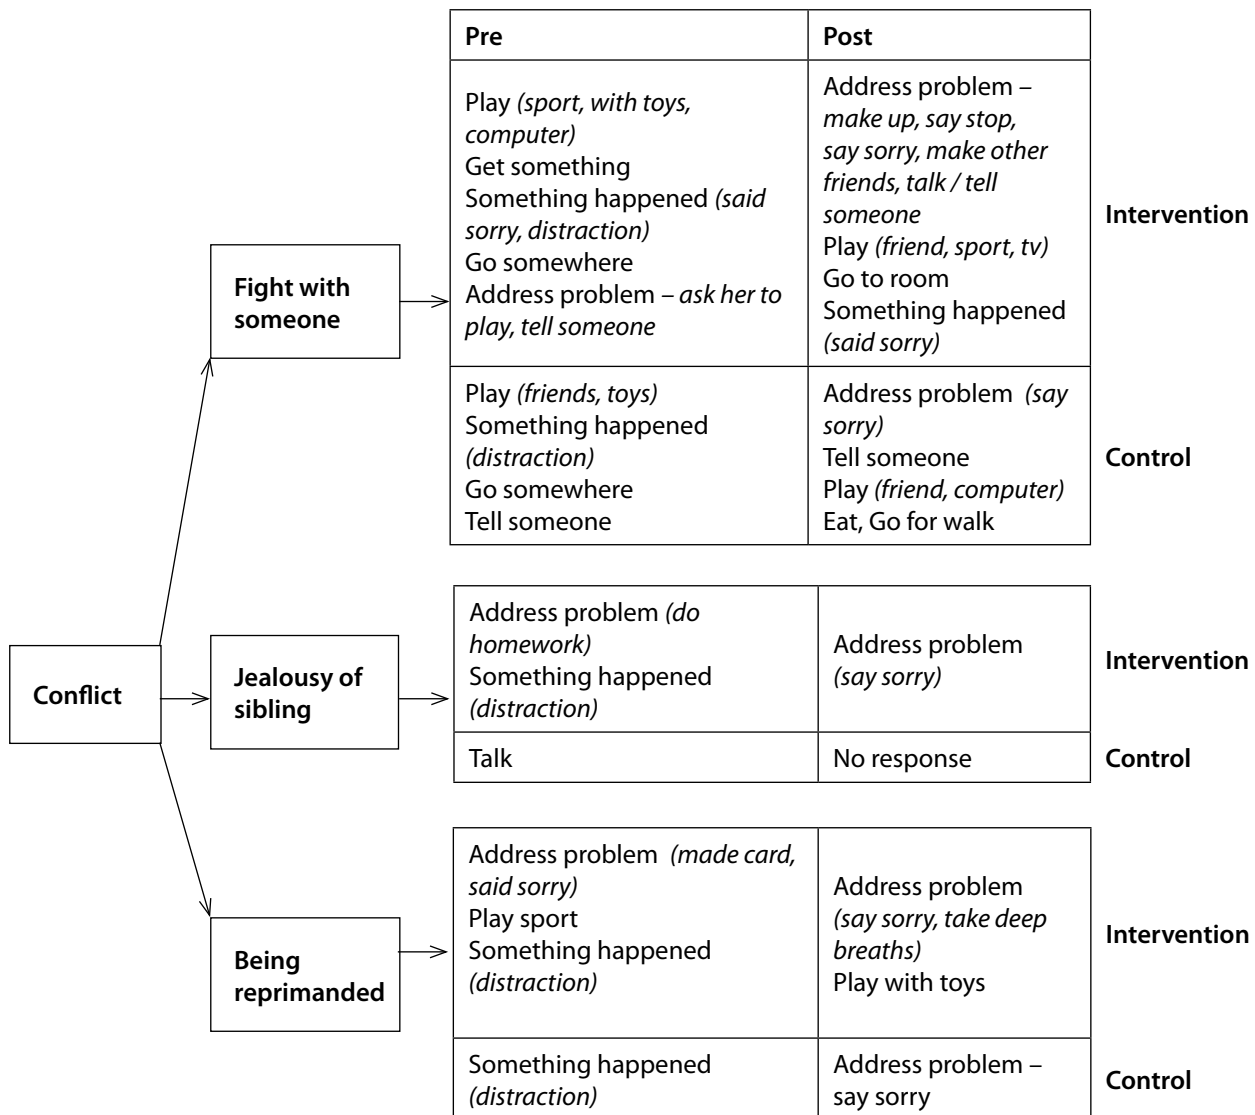 Pre
Post
Play (sport, with toys,
computer)
Get something
Something happened (said
sorry, distraction)
Go somewhere
Address problem – ask her to
play, tell someone
Address problem –
make up, say stop,
say sorry, make other
friends, talk / tell
someone
Play (friend, sport, tv)
Go to room
Something happened
(said sorry)
Intervention
Fight with
someone
Play (friends, toys)
Something happened
(distraction)
Go somewhere
Tell someone
Address problem (say
sorry)
Tell someone
Play (friend, computer)
Eat, Go for walk
Control
Conflict
Jealousy of
sibling
Address problem (do
homework)
Something happened
(distraction)
Address problem
(say sorry)
Intervention
Talk
No response
Control
Being
reprimanded
Address problem (made card,
said sorry)
Play sport
Something happened
(distraction)
Address problem
(say sorry, take deep
breaths)
Play with toys
Intervention
Something happened
(distraction)
Address problem –
say sorry
Control